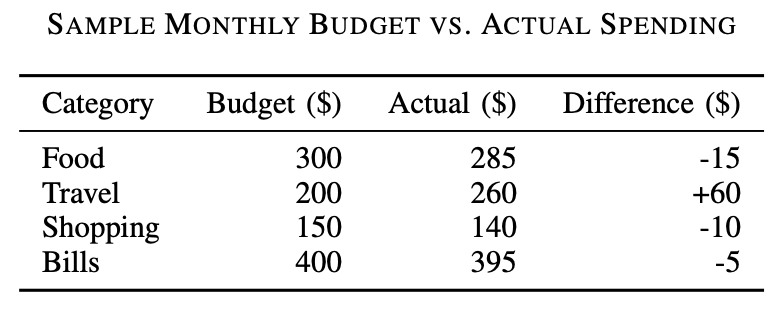 SAMPLE MONTHLY BUDGET VS. ACTUAL SPENDING
Category Budget ($) Actual ($) Difference ($)
Food 300 285 -15
Travel 200 260 +60
Shopping 150 140 -10
Bills 400 395 -5